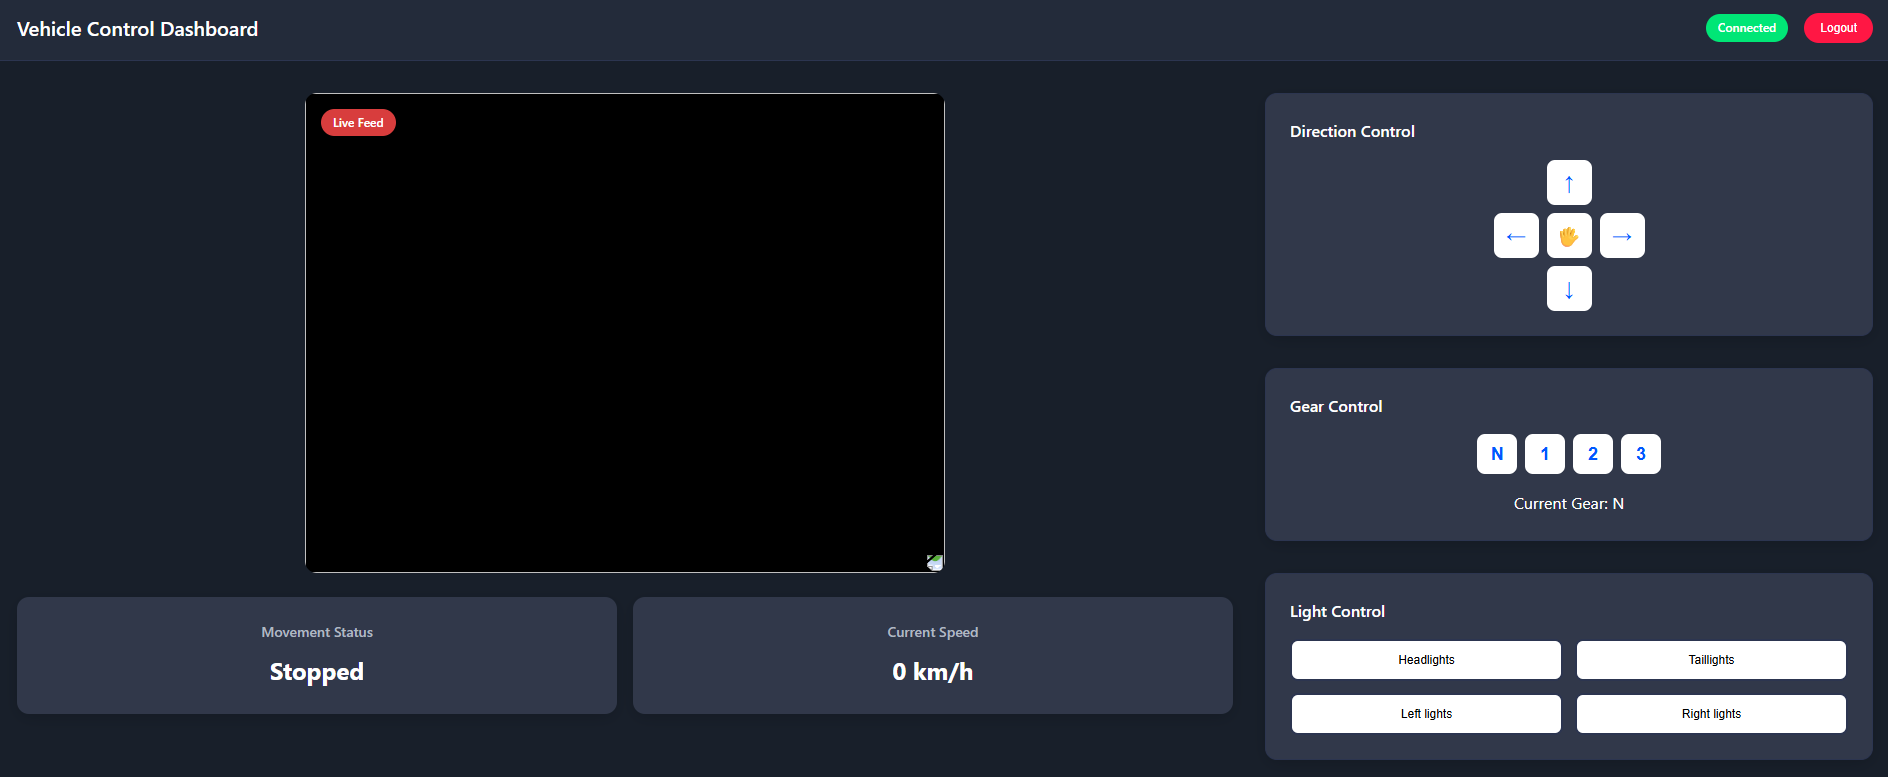 Vehicle Control Dashboard
Connected
Logout
Live Feed
Movement Status
Stopped
Current Speed
0 km/h
Direction Control
↑
← 🖐 →
↓
Gear Control
N 1 2 3
Current Gear: N
Light Control
Headlights
Taillights
Left lights
Right lights